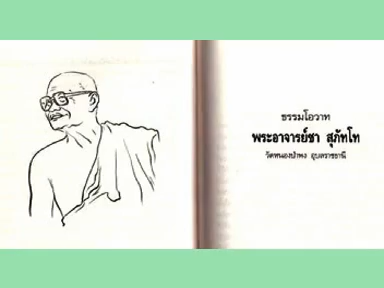 ธรรมโอวาท
พระอาจารย์ชา สุภัทโท
วัดหนองป่าพง อุบลราชธานี